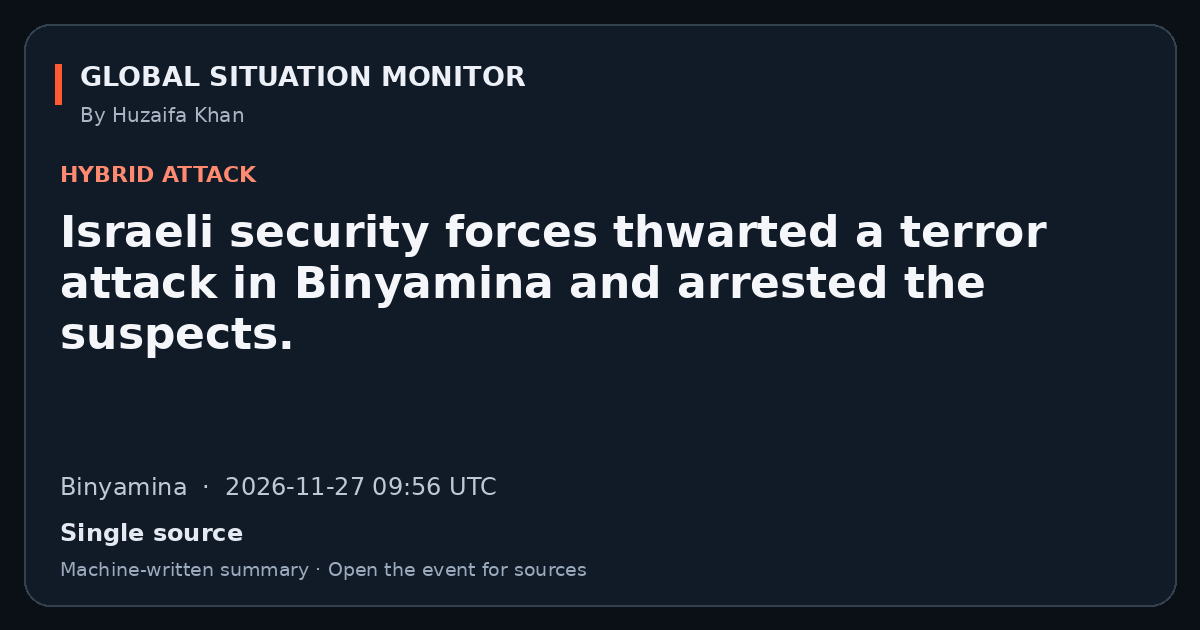 GLOBAL SITUATION MONITOR
By Huzaifa Khan
HYBRID ATTACK
Israeli security forces thwarted a terror
attack in Binyamina and arrested the
suspects.
Binyamina · 2026-11-27 09:56 UTC
Single source
Machine-written summary · Open the event for sources